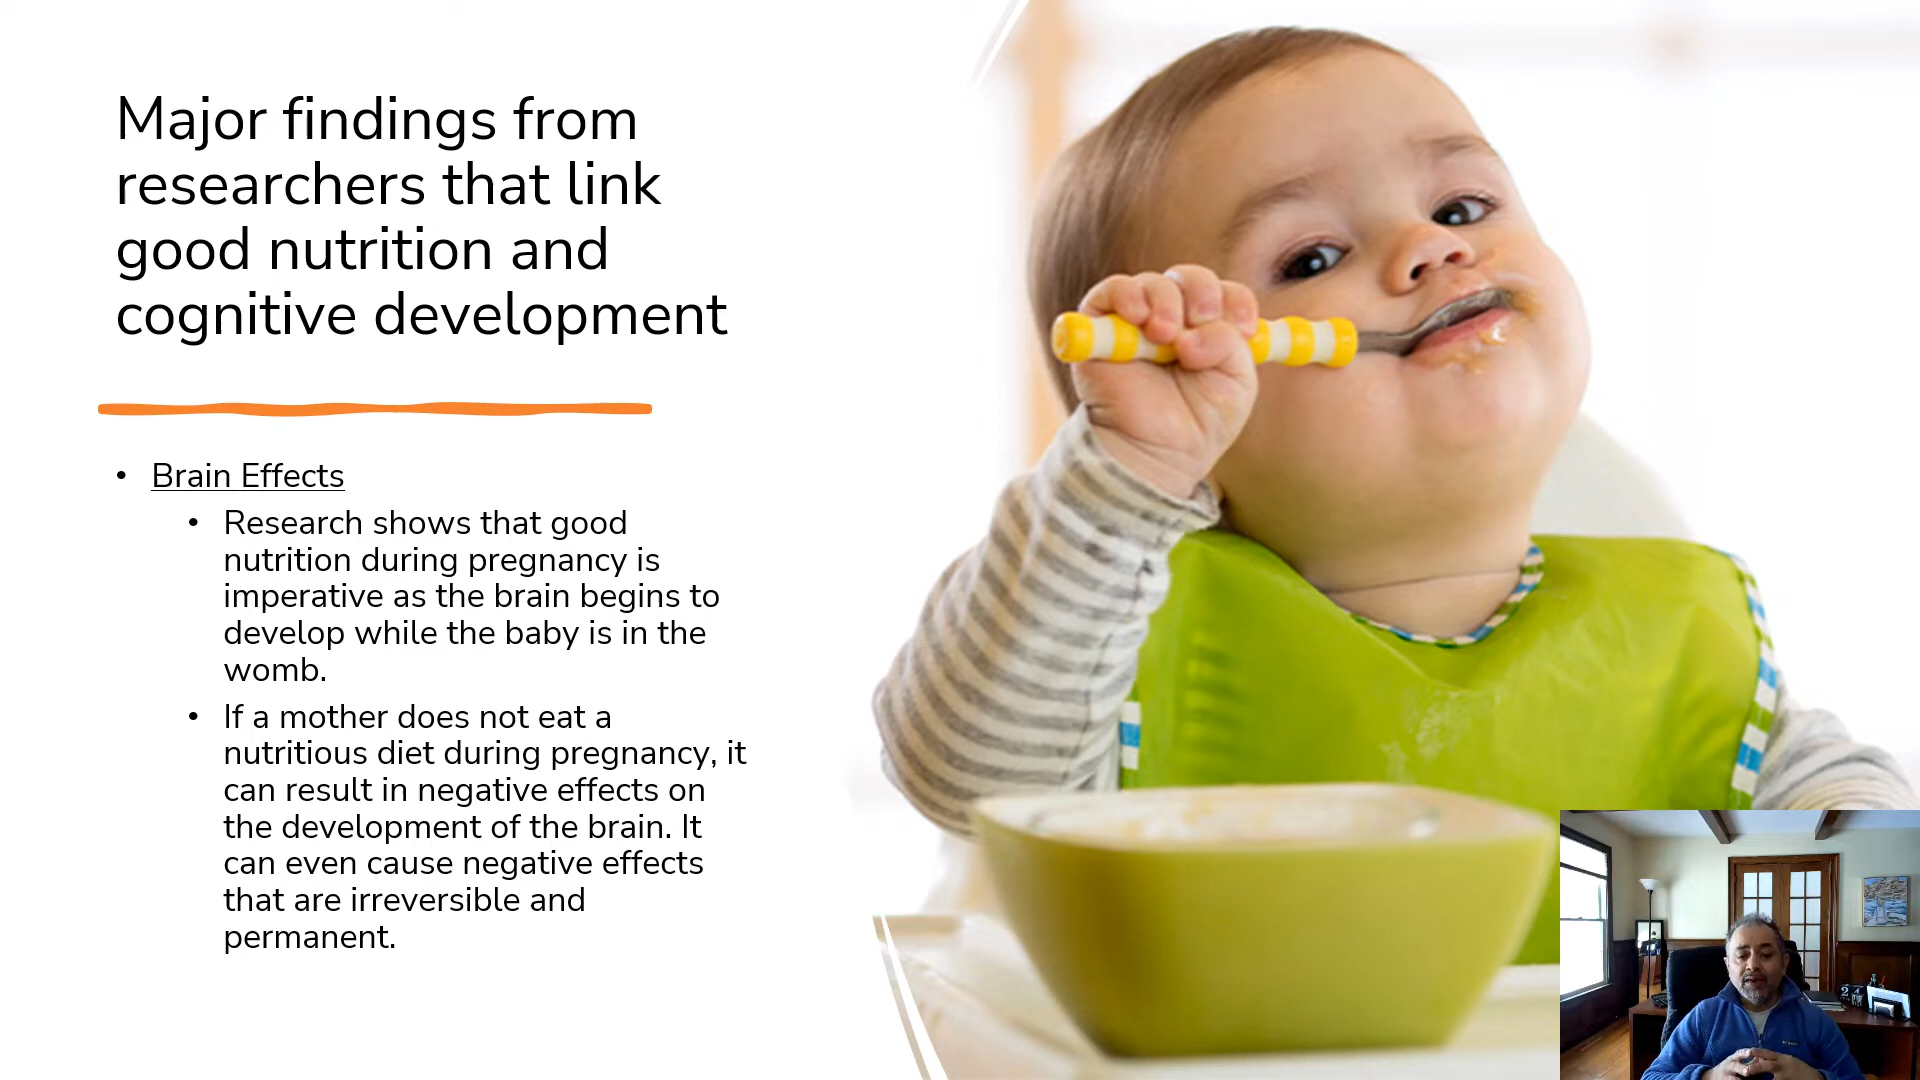 Major findings from
researchers that link
good nutrition and
cognitive development
• Brain Effects
• Research shows that good
nutrition during pregnancy is
imperative as the brain begins to
develop while the baby is in the
womb.
• If a mother does not eat a
nutritious diet during pregnancy, it
can result in negative effects on
the development of the brain. It
can even cause negative effects
that are irreversible and
permanent.